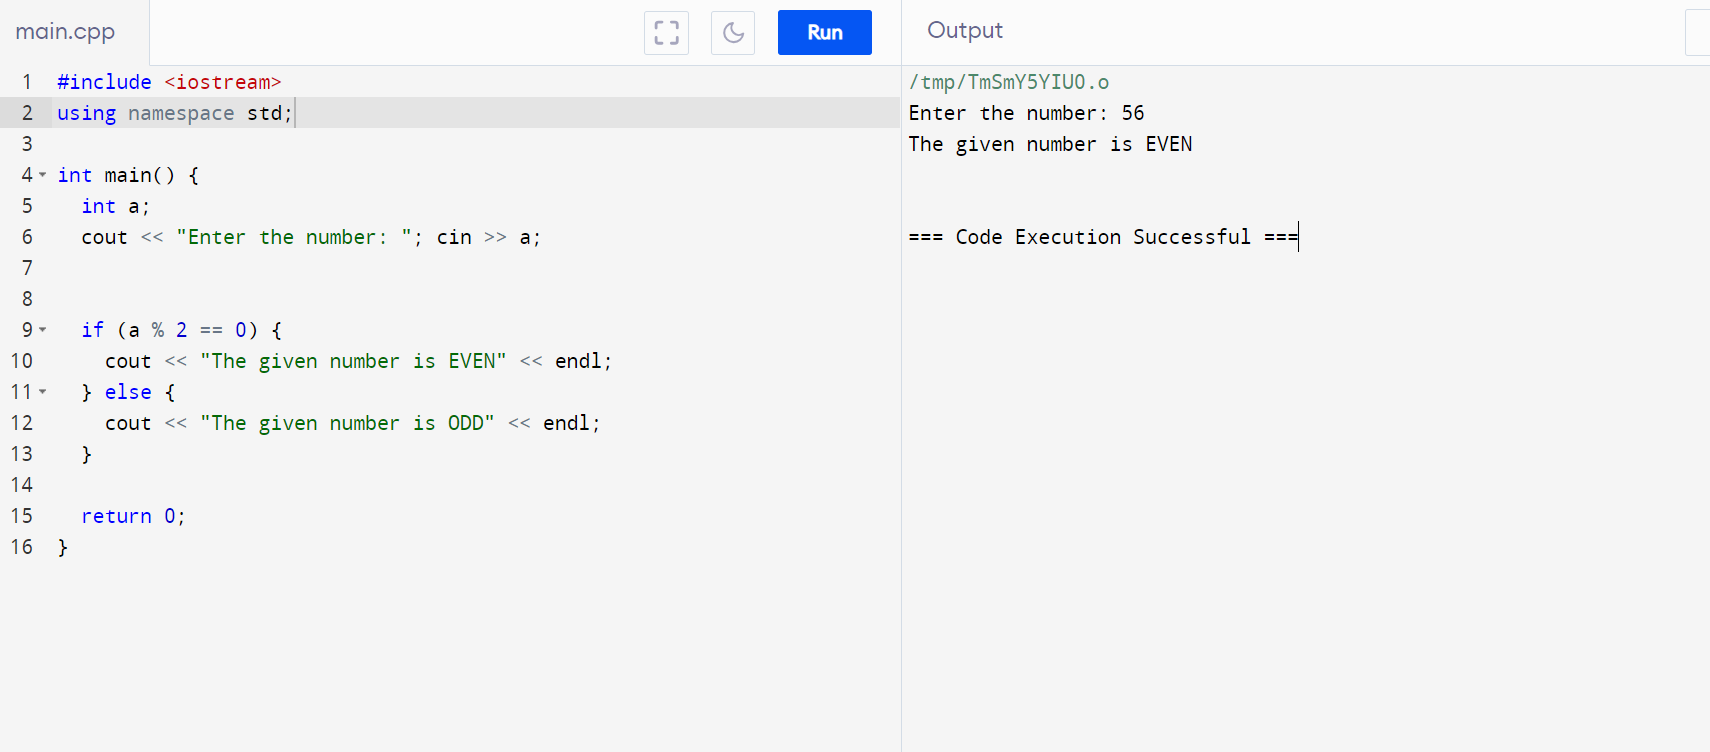 main.cpp
Run
Output
1 #include <iostream>
2 using namespace std;
3
4 int main() {
5   int a;
6   cout << "Enter the number: "; cin >> a;
7
8
9   if (a % 2 == 0) {
10     cout << "The given number is EVEN" << endl;
11   } else {
12     cout << "The given number is ODD" << endl;
13   }
14
15   return 0;
16 }
/tmp/TmSmY5YIU0.o
Enter the number: 56
The given number is EVEN
=== Code Execution Successful ===